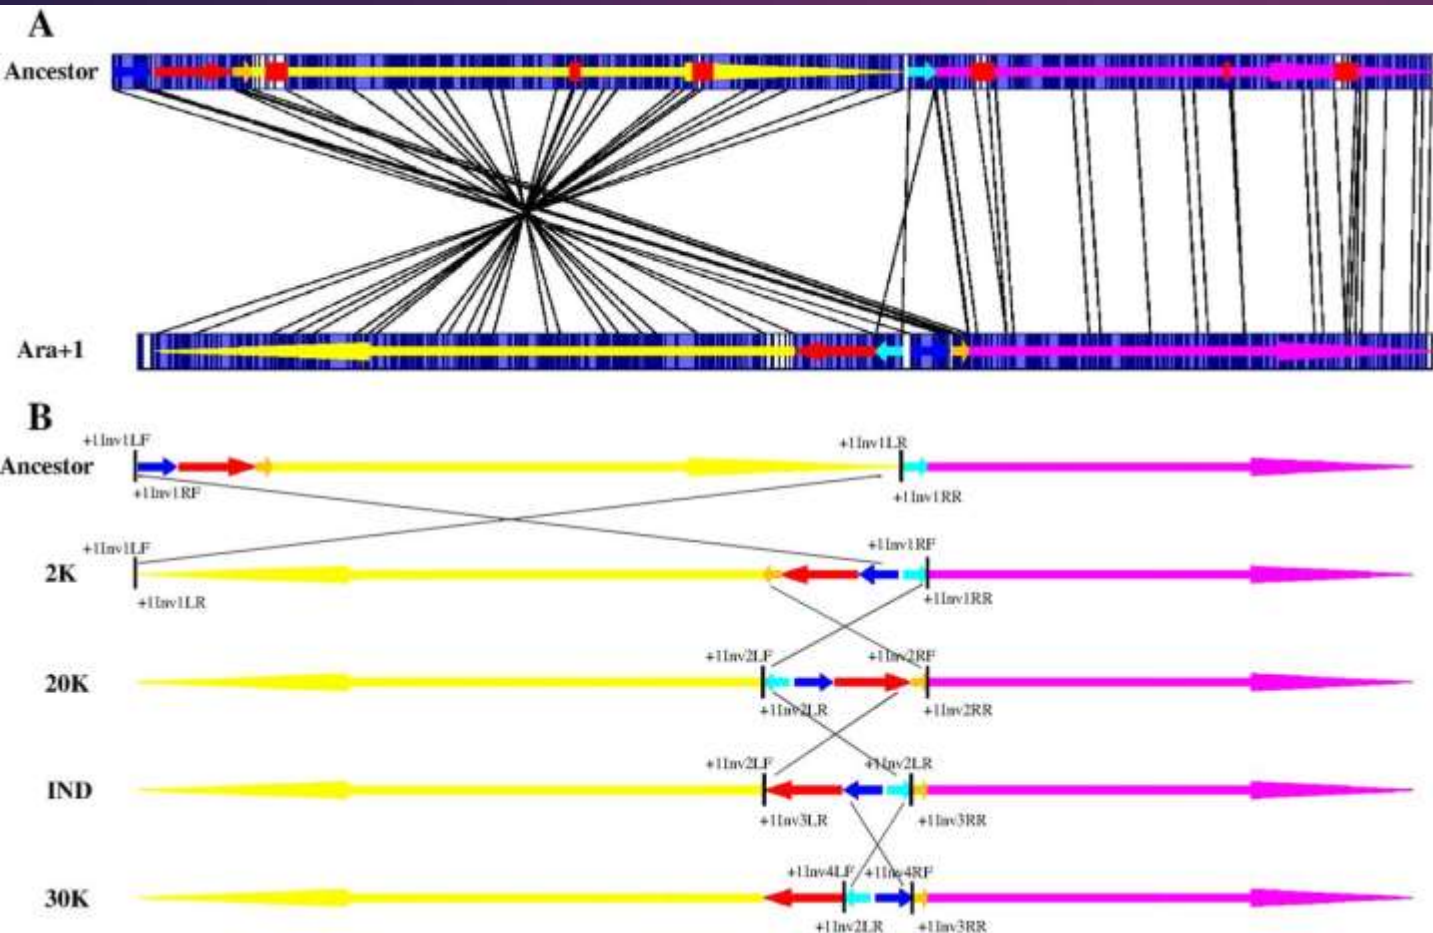 A
Ancestor
Ara+1
B
+1Inv1LF +1Inv1LR
Ancestor
+1Inv1RF +1Inv1RR
+1Inv1LF +1Inv1RF
2K
+1Inv1LR +1Inv1RR
+1Inv2LF +1Inv2RF
20K
+1Inv2LR +1Inv2RR
+1Inv2LF +1Inv2LR
IND
+1Inv3LR +1Inv3RR
+1Inv4LF +1Inv4RF
30K
+1Inv2LR +1Inv3RR